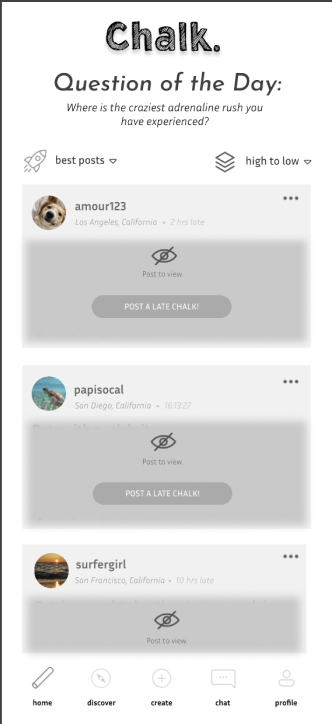 Chalk.
Question of the Day:
Where is the craziest adrenaline rush you
have experienced?
best posts
high to low
amour123
Los Angeles, California • 2 hrs late
Post to view.
POST A LATE CHALK!
papisocal
San Diego, California • 16:13:27
Post to view.
POST A LATE CHALK!
surfergirl
San Francisco, California • 10 hrs late
Post to view.
home
discover
create
chat
profile